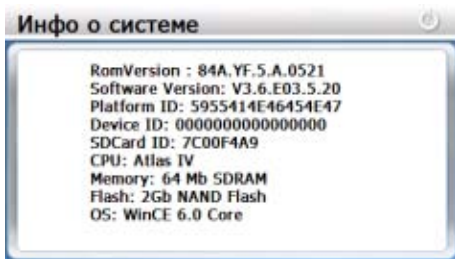 Инфо о системе
RomVersion : 84A.YF.5.A.0521
Software Version: V3.6.E03.5.20
Platform ID: 5955414E46454E47
Device ID: 0000000000000000
SDCard ID: 7C00F4A9
CPU: Atlas IV
Memory: 64 Mb SDRAM
Flash: 2Gb NAND Flash
OS: WinCE 6.0 Core